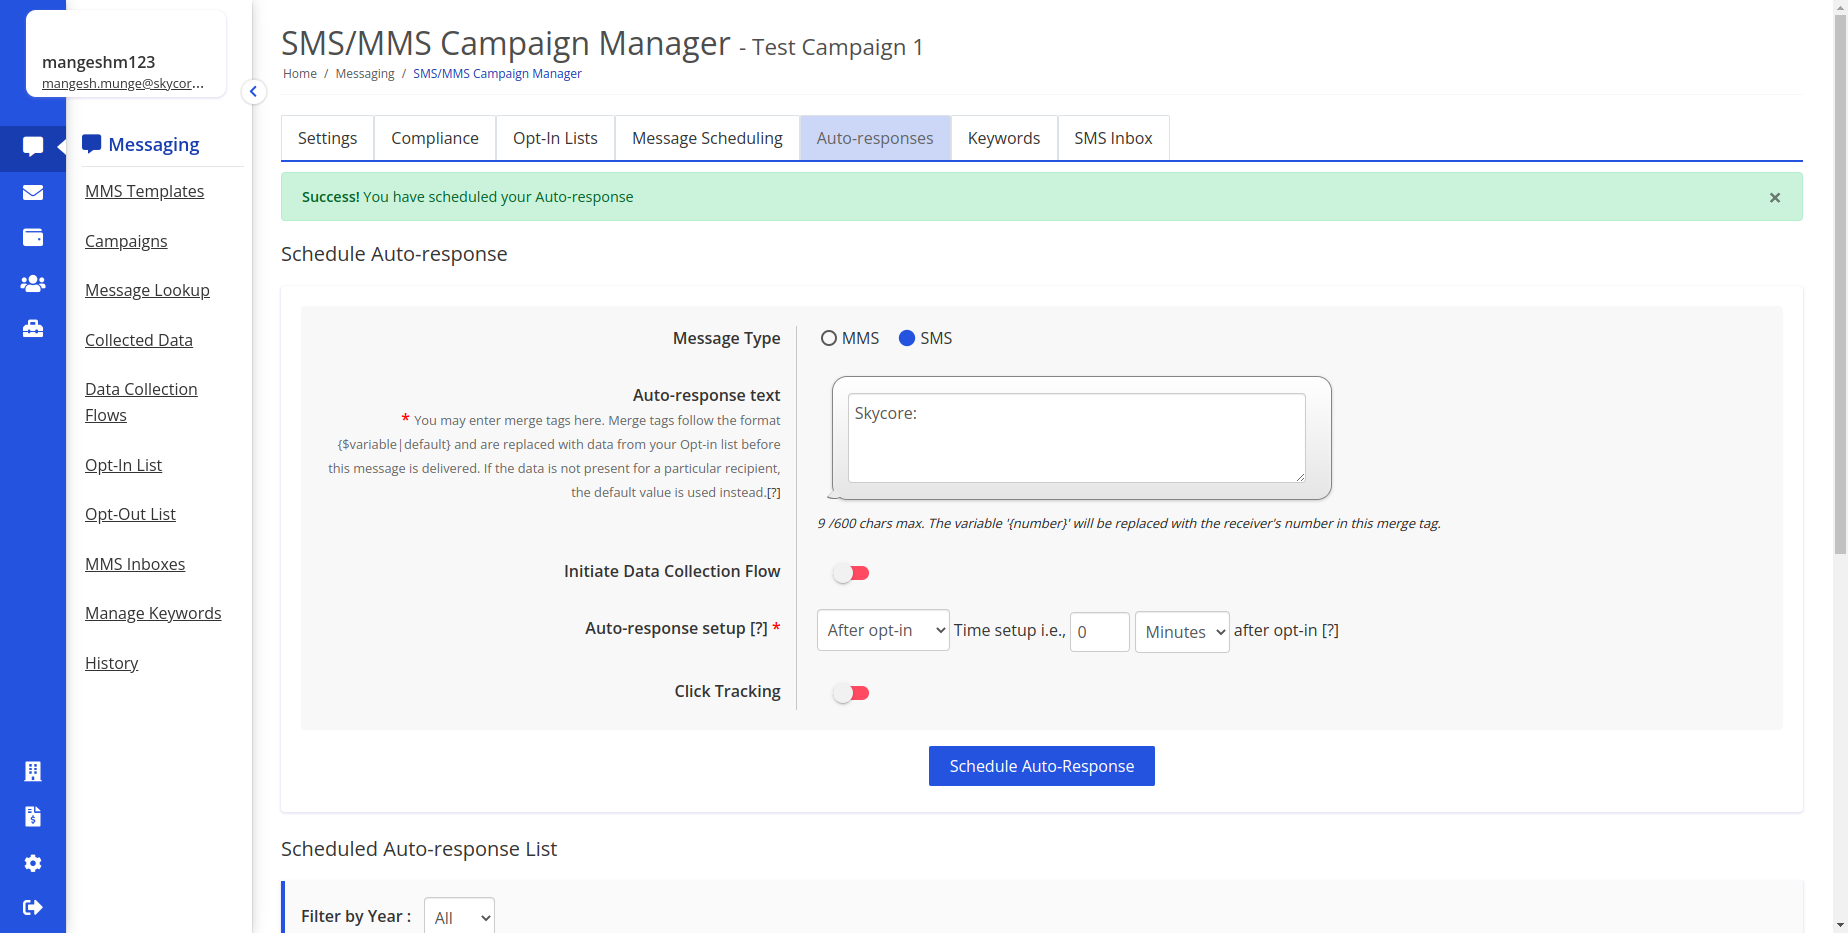 mangeshm123
mangesh.munge@skycor...
Messaging
MMS Templates
Campaigns
Message Lookup
Collected Data
Data Collection
Flows
Opt-In List
Opt-Out List
MMS Inboxes
Manage Keywords
History
SMS/MMS Campaign Manager - Test Campaign 1
Home / Messaging / SMS/MMS Campaign Manager
Settings Compliance Opt-In Lists Message Scheduling Auto-responses Keywords SMS Inbox
Success! You have scheduled your Auto-response ×
Schedule Auto-response
Message Type MMS SMS
Auto-response text
* You may enter merge tags here. Merge tags follow the format
{$variable|default} and are replaced with data from your Opt-in list before
this message is delivered. If the data is not present for a particular recipient,
the default value is used instead.[?]
Skycore:
9 /600 chars max. The variable '{number}' will be replaced with the receiver's number in this merge tag.
Initiate Data Collection Flow
Auto-response setup [?] * After opt-in Time setup i.e., 0 Minutes after opt-in [?]
Click Tracking
Schedule Auto-Response
Scheduled Auto-response List
Filter by Year : All